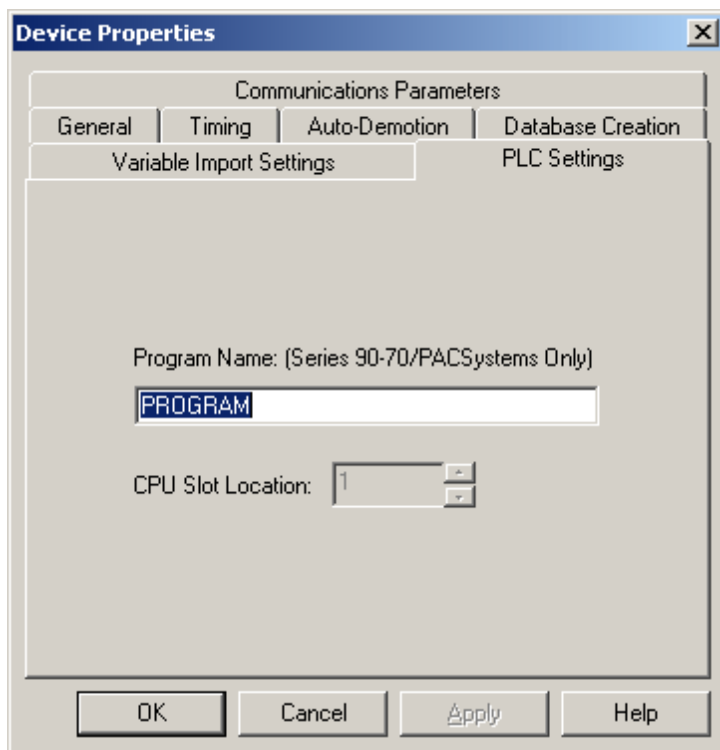 Device Properties
Communications Parameters
General Timing Auto-Demotion Database Creation
Variable Import Settings PLC Settings
Program Name: (Series 90-70/PACSystems Only)
PROGRAM
CPU Slot Location: 1
OK Cancel Apply Help